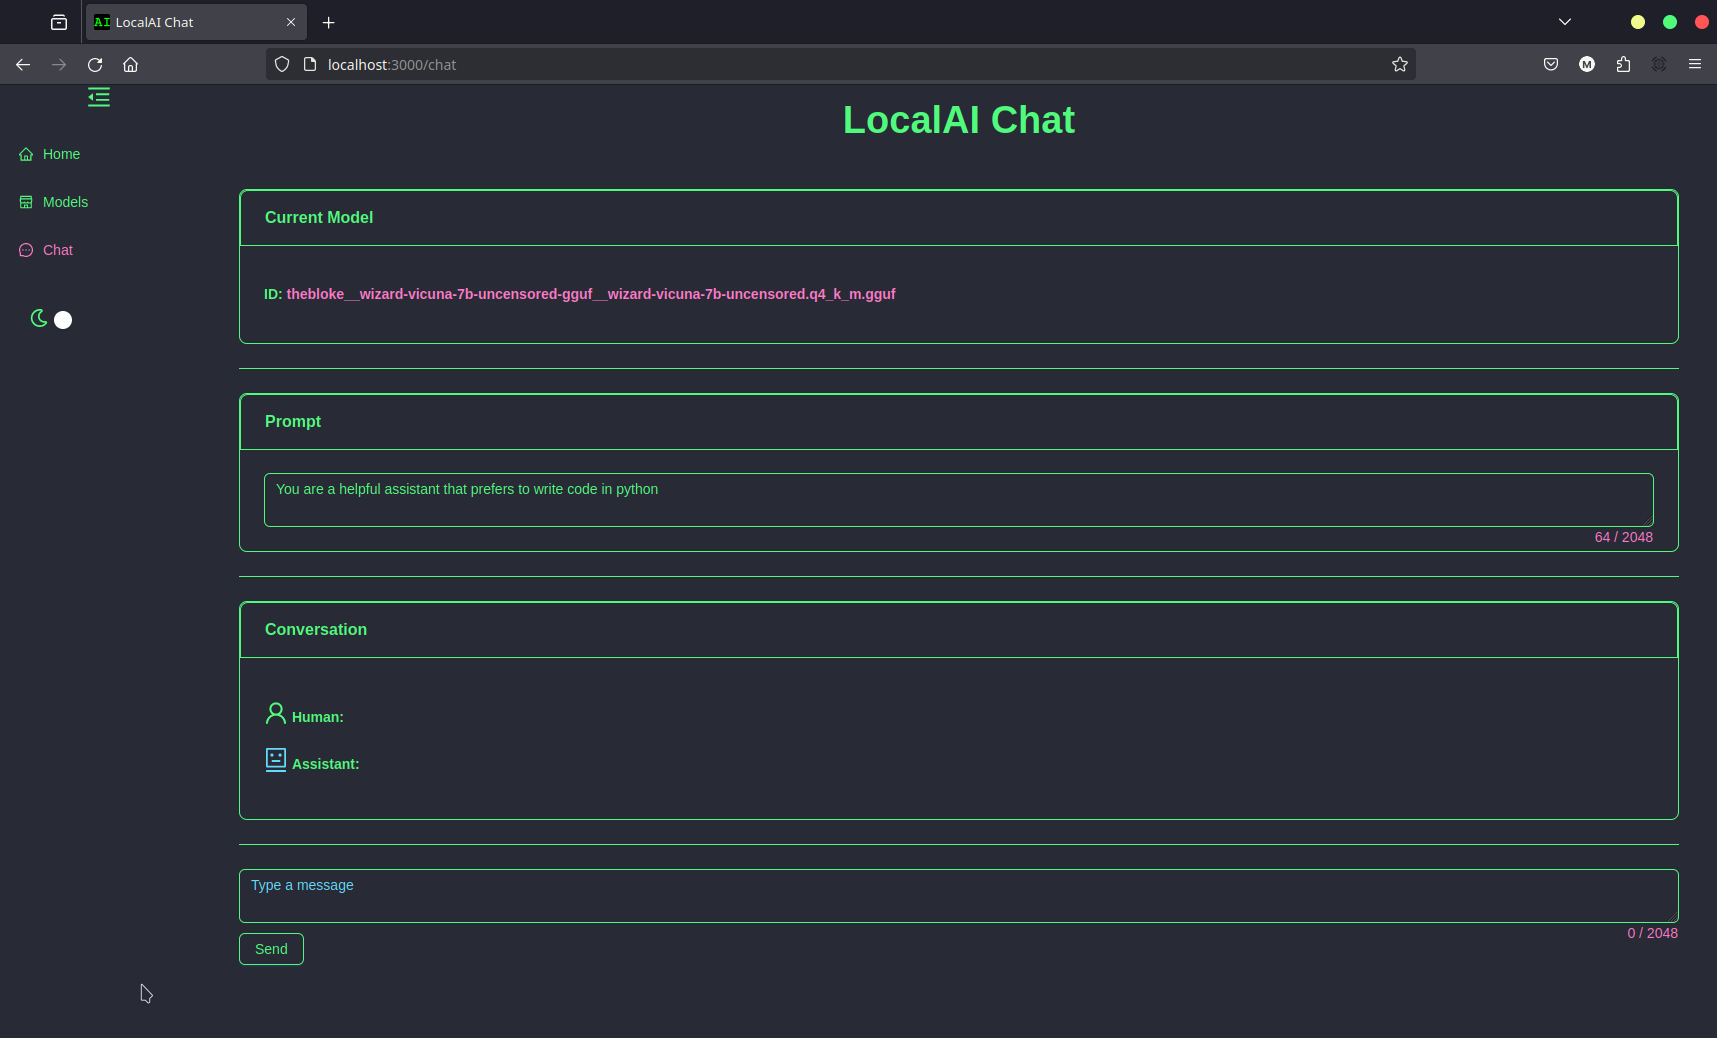 AI LocalAI Chat
localhost:3000/chat
M
LocalAI Chat
Home
Models
Chat
Current Model
ID: thebloke__wizard-vicuna-7b-uncensored-gguf__wizard-vicuna-7b-uncensored.q4_k_m.gguf
Prompt
You are a helpful assistant that prefers to write code in python
64 / 2048
Conversation
Human:
Assistant:
Type a message
0 / 2048
Send